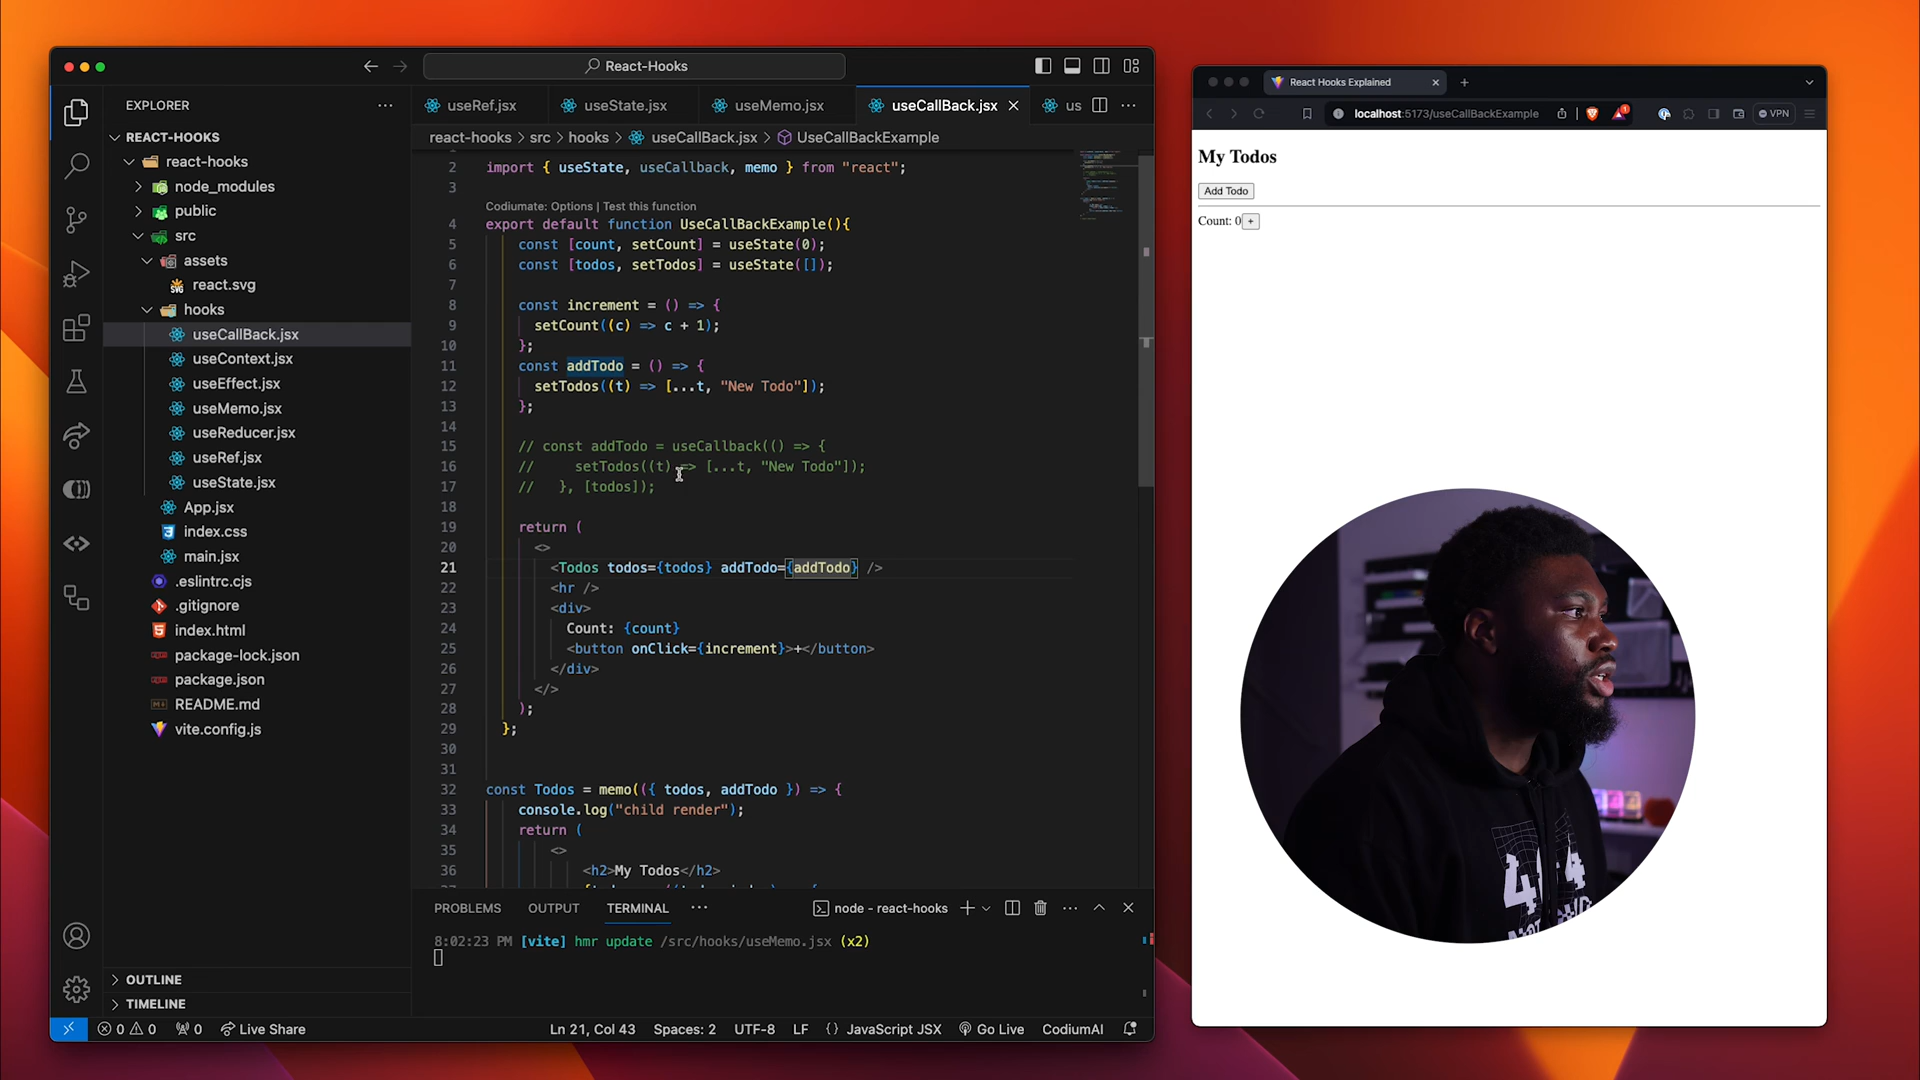 React-Hooks
EXPLORER
REACT-HOOKS
react-hooks
node_modules
public
src
assets
react.svg
hooks
useCallBack.jsx
useContext.jsx
useEffect.jsx
useMemo.jsx
useReducer.jsx
useRef.jsx
useState.jsx
App.jsx
index.css
main.jsx
.eslintrc.cjs
.gitignore
index.html
package-lock.json
package.json
README.md
vite.config.js
OUTLINE
TIMELINE
useRef.jsx useState.jsx useMemo.jsx useCallBack.jsx us
react-hooks > src > hooks > useCallBack.jsx > UseCallBackExample
2 import { useState, useCallback, memo } from "react";
3
Codiumate: Options | Test this function
4 export default function UseCallBackExample(){
5 const [count, setCount] = useState(0);
6 const [todos, setTodos] = useState([]);
7
8 const increment = () => {
9 setCount((c) => c + 1);
10 };
11 const addTodo = () => {
12 setTodos((t) => [...t, "New Todo"]);
13 };
14
15 // const addTodo = useCallback(() => {
16 // setTodos((t) => [...t, "New Todo"]);
17 // }, [todos]);
18
19 return (
20 <>
21 <Todos todos={todos} addTodo={addTodo} />
22 <hr />
23 <div>
24 Count: {count}
25 <button onClick={increment}>+</button>
26 </div>
27 </>
28 );
29 };
30
31
32 const Todos = memo(({ todos, addTodo }) => {
33 console.log("child render");
34 return (
35 <>
36 <h2>My Todos</h2>
PROBLEMS OUTPUT TERMINAL ··· node - react-hooks
8:02:23 PM [vite] hmr update /src/hooks/useMemo.jsx (x2)
0 0 0 Live Share Ln 21, Col 43 Spaces: 2 UTF-8 LF {} JavaScript JSX Go Live CodiumAI
React Hooks Explained
localhost:5173/useCallBackExample
1
VPN
My Todos
Add Todo
Count: 0 +